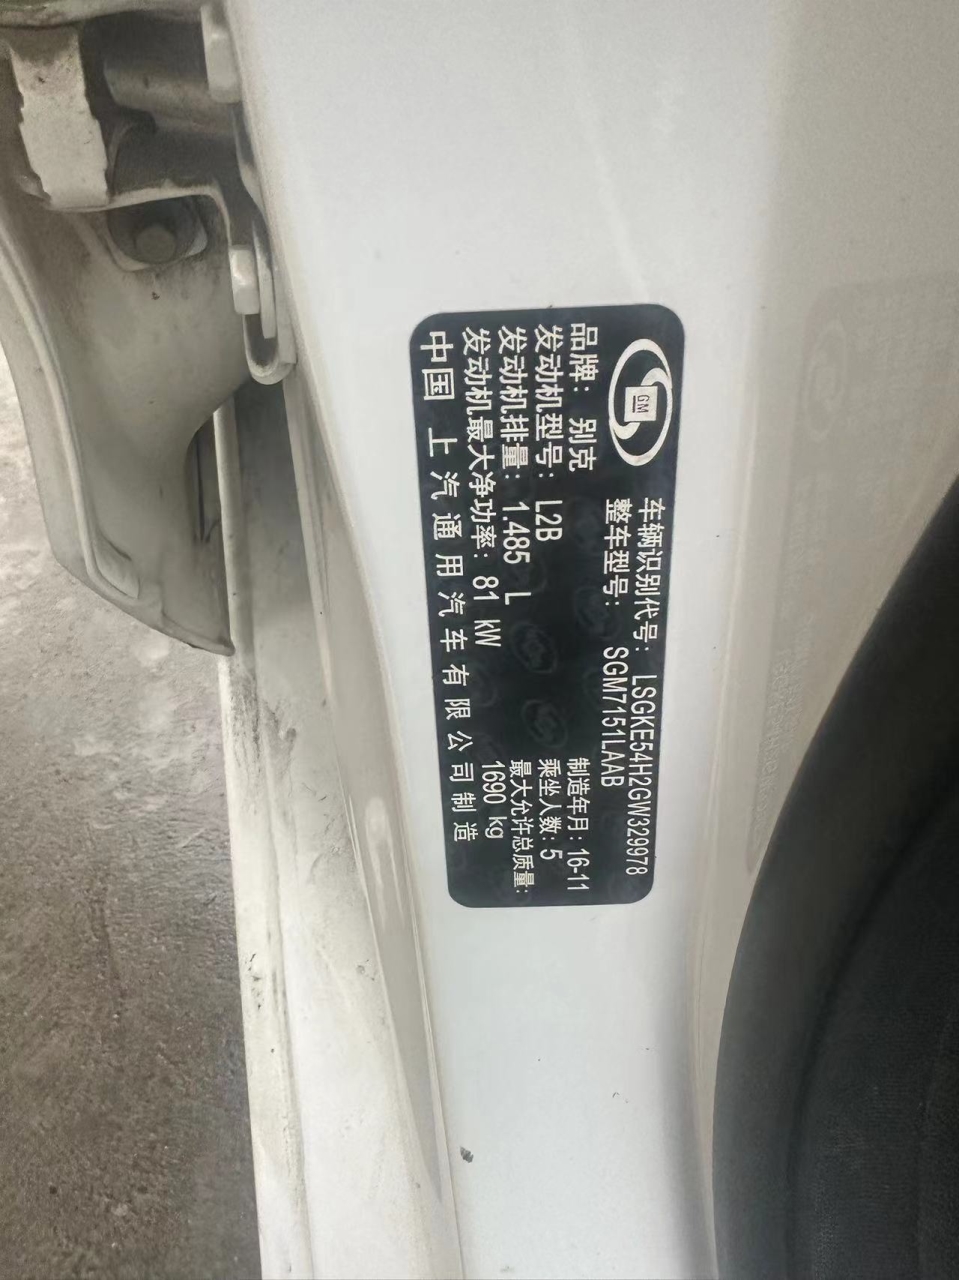 GM
车辆识别代号: LSGKE54H2GW329978
整车型号: SGM7151LAAB
品牌: 别克
发动机型号: L2B
发动机排量: 1.485 L
发动机最大净功率: 81 kW
制造年月: 16-11
乘坐人数: 5
最大允许总质量:
1690 kg
中国 上汽通用汽车有限公司制造